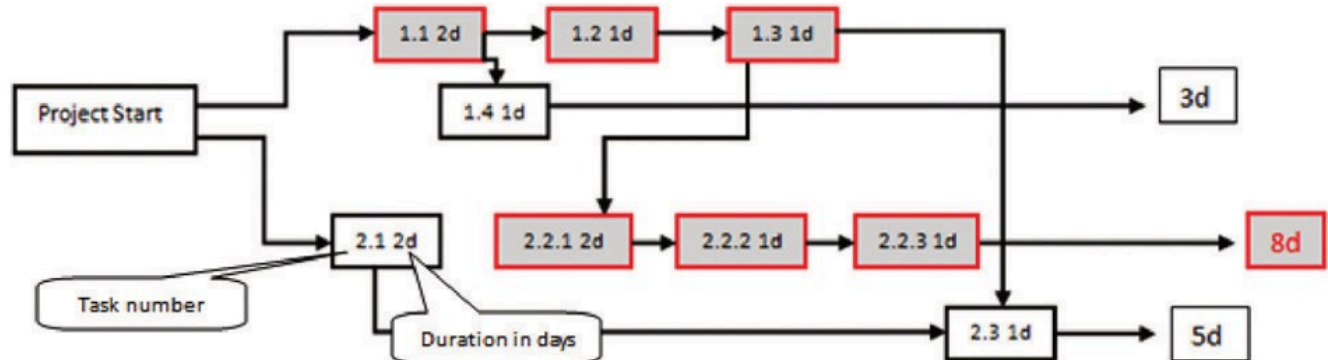 1.1 2d
1.2 1d
1.3 1d
Project Start
1.4 1d
3d
2.1 2d
2.2.1 2d
2.2.2 1d
2.2.3 1d
8d
Task number
Duration in days
2.3 1d
5d